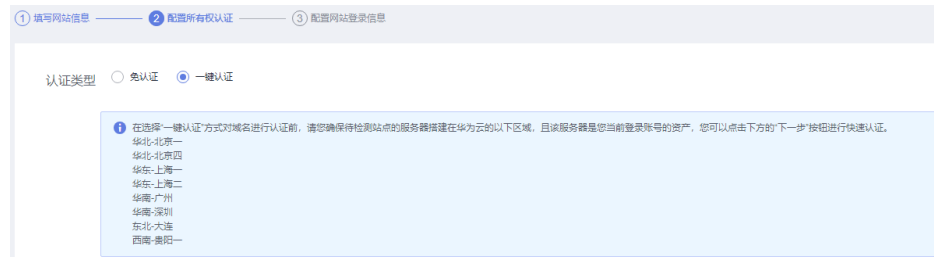 1 填写网站信息 2 配置所有权认证 3 配置网站登录信息
认证类型 免认证 一键认证
在选择“一键认证”方式对域名进行认证前，请您确保待检测站点的服务器搭建在华为云的以下区域，且该服务器是您当前登录账号的资产，您可以点击下方的“下一步”按钮进行快速认证。
华北-北京一
华北-北京四
华东-上海一
华东-上海二
华南-广州
华南-深圳
东北-大连
西南-贵阳一